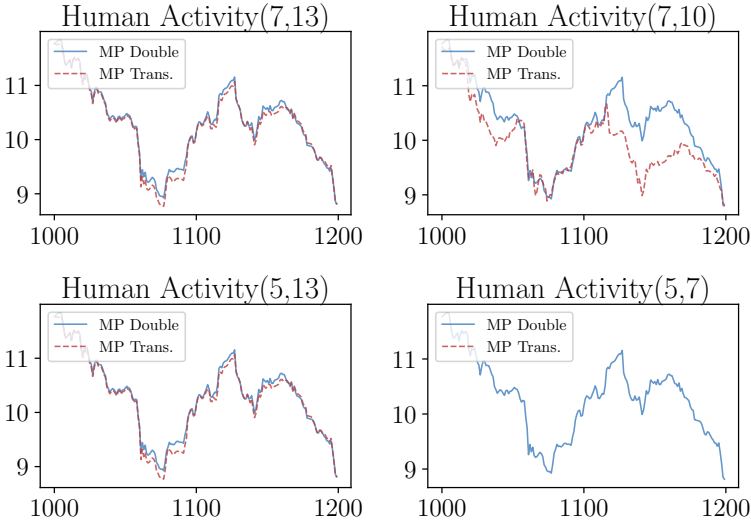 Human Activity(7,13)
MP Double
MP Trans.
11
10
9
1000
1100
1200
Human Activity(7,10)
MP Double
MP Trans.
11
10
9
1000
1100
1200
Human Activity(5,13)
MP Double
MP Trans.
11
10
9
1000
1100
1200
Human Activity(5,7)
MP Double
MP Trans.
11
10
9
1000
1100
1200